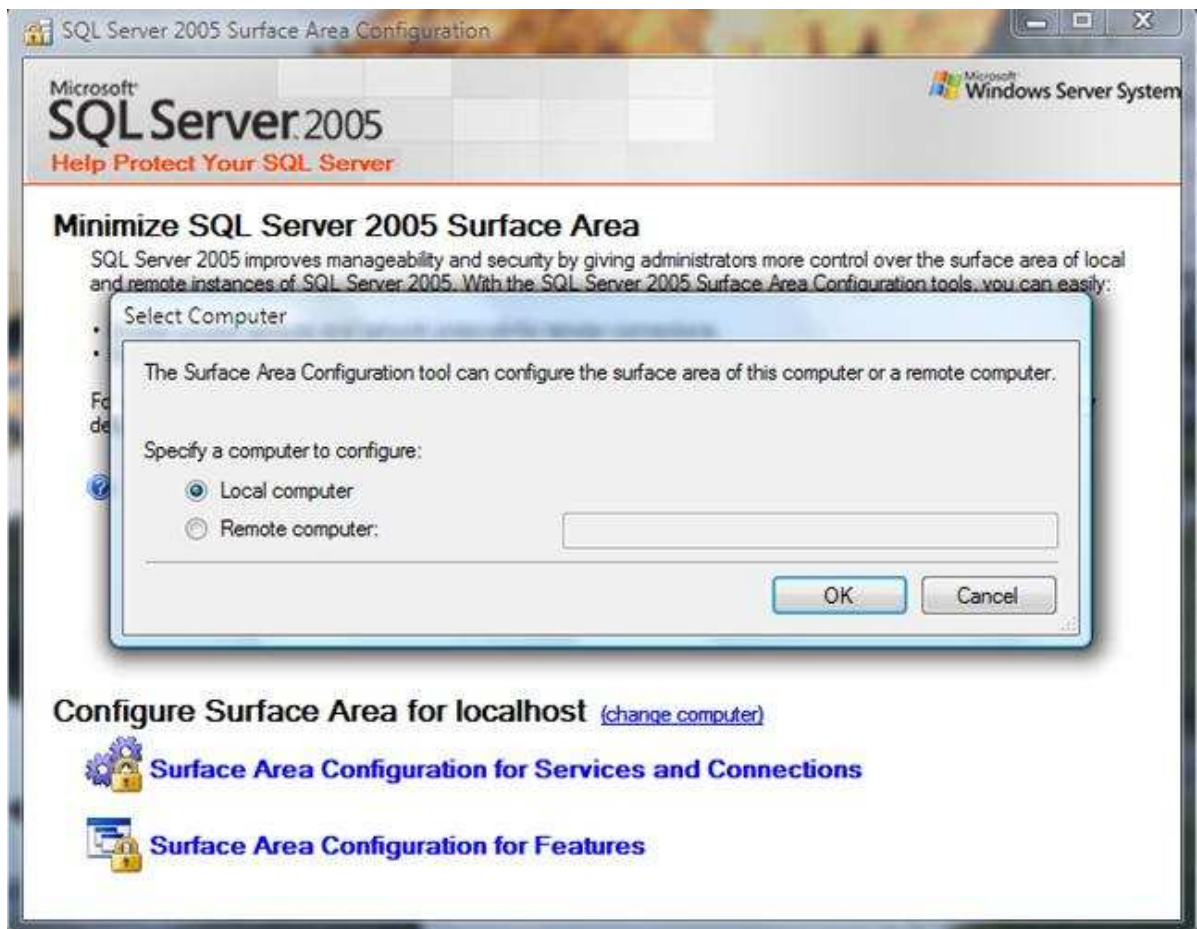 SQL Server 2005 Surface Area Configuration
Microsoft
SQL Server 2005
Help Protect Your SQL Server
Microsoft
Windows Server System
Minimize SQL Server 2005 Surface Area
SQL Server 2005 improves manageability and security by giving administrators more control over the surface area of local
and remote instances of SQL Server 2005. With the SQL Server 2005 Surface Area Configuration tools, you can easily:
Select Computer
The Surface Area Configuration tool can configure the surface area of this computer or a remote computer.
Specify a computer to configure:
Local computer
Remote computer:
OK
Cancel
Configure Surface Area for localhost (change computer)
Surface Area Configuration for Services and Connections
Surface Area Configuration for Features